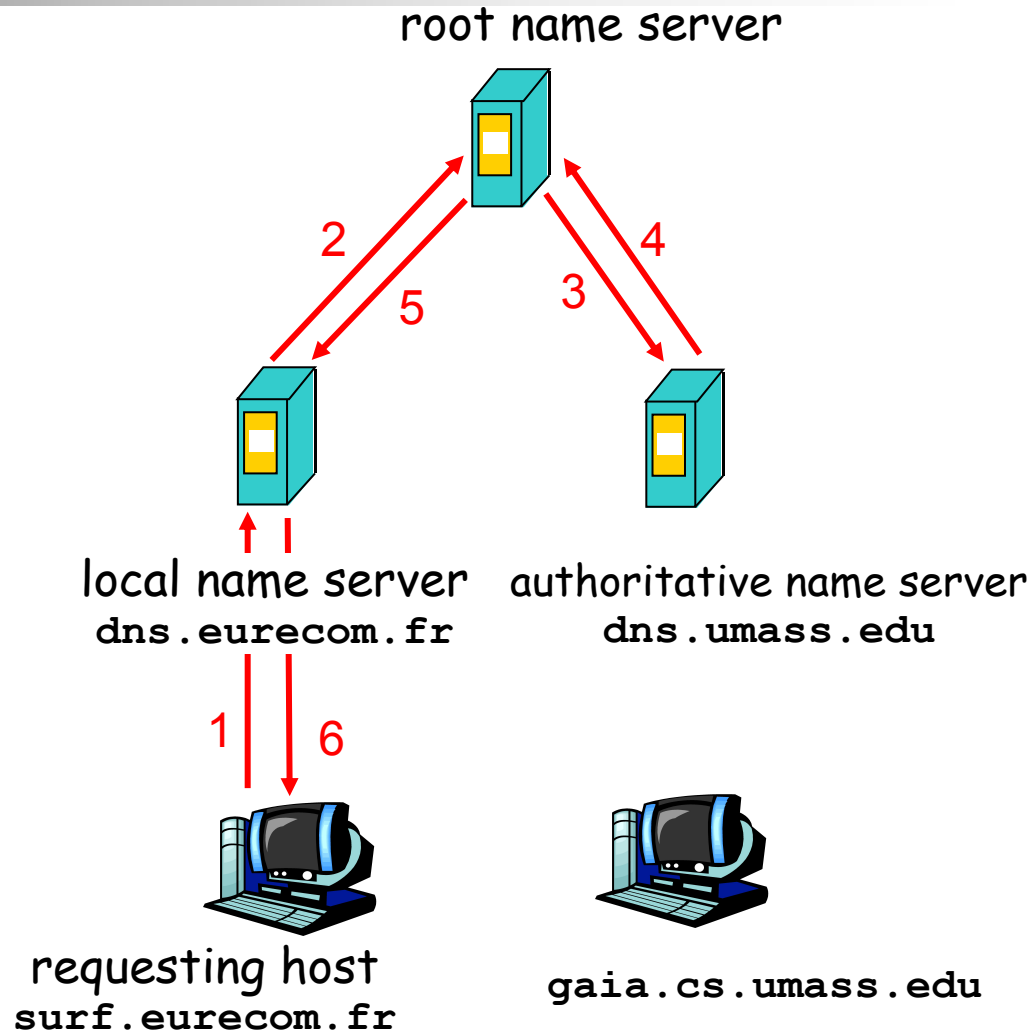 root name server
2
4
3
5
local name server
dns.eurecom.fr
authoritative name server
dns.umass.edu
1
6
requesting host
surf.eurecom.fr
gaia.cs.umass.edu